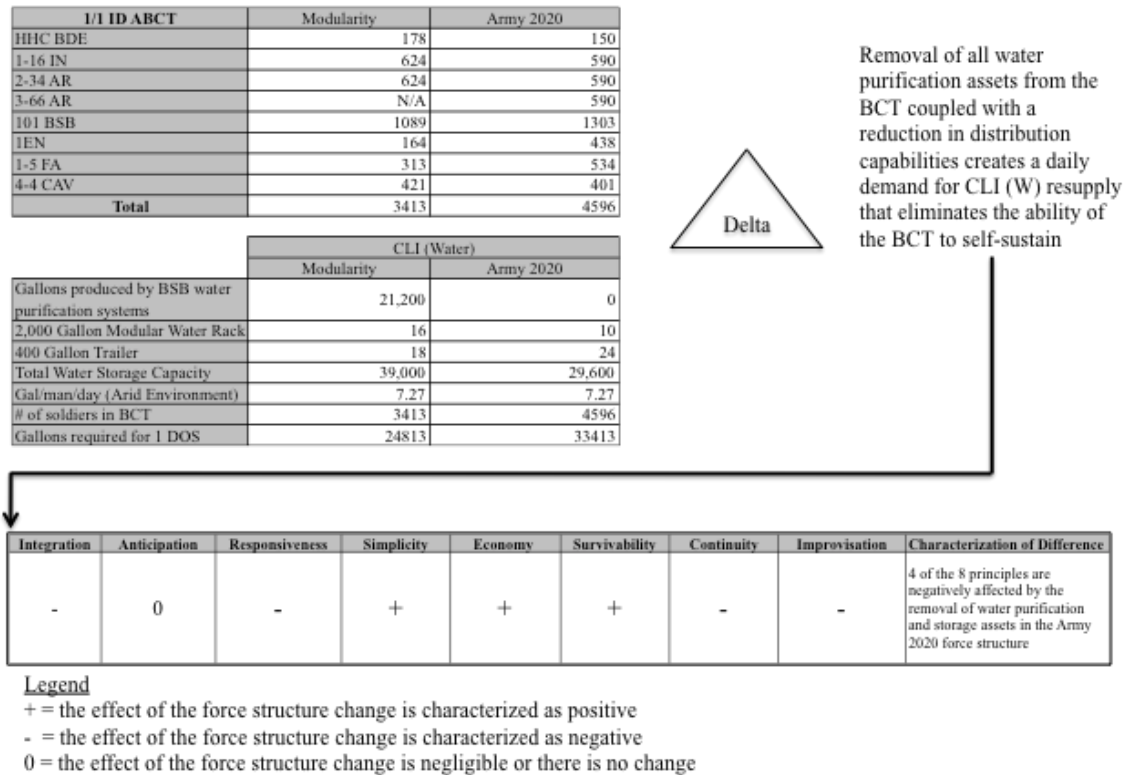 1/1 ID ABCT Modularity Army 2020
HHC BDE 178 150
1-16 IN 624 590
2-34 AR 624 590
3-66 AR N/A 590
101 BSB 1089 1303
1EN 164 438
1-5 FA 313 534
4-4 CAV 421 401
Total 3413 4596
Removal of all water
purification assets from the
BCT coupled with a
reduction in distribution
capabilities creates a daily
demand for CLI (W) resupply
that eliminates the ability of
the BCT to self-sustain
Delta
CLI (Water)
Modularity Army 2020
Gallons produced by BSB water
purification systems 21,200 0
2,000 Gallon Modular Water Rack 16 10
400 Gallon Trailer 18 24
Total Water Storage Capacity 39,000 29,600
Gal/man/day (Arid Environment) 7.27 7.27
# of soldiers in BCT 3413 4596
Gallons required for 1 DOS 24813 33413
Integration Anticipation Responsiveness Simplicity Economy Survivability Continuity Improvisation Characterization of Difference
- 0 - + + + - -
4 of the 8 principles are
negatively affected by the
removal of water purification
and storage assets in the Army
2020 force structure
Legend
+ = the effect of the force structure change is characterized as positive
- = the effect of the force structure change is characterized as negative
0 = the effect of the force structure change is negligible or there is no change